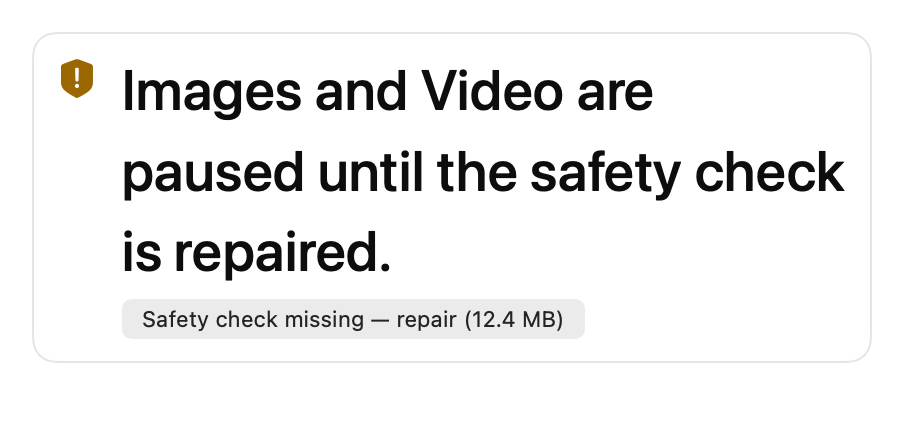 Images and Video are
paused until the safety check
is repaired.
Safety check missing — repair (12.4 MB)